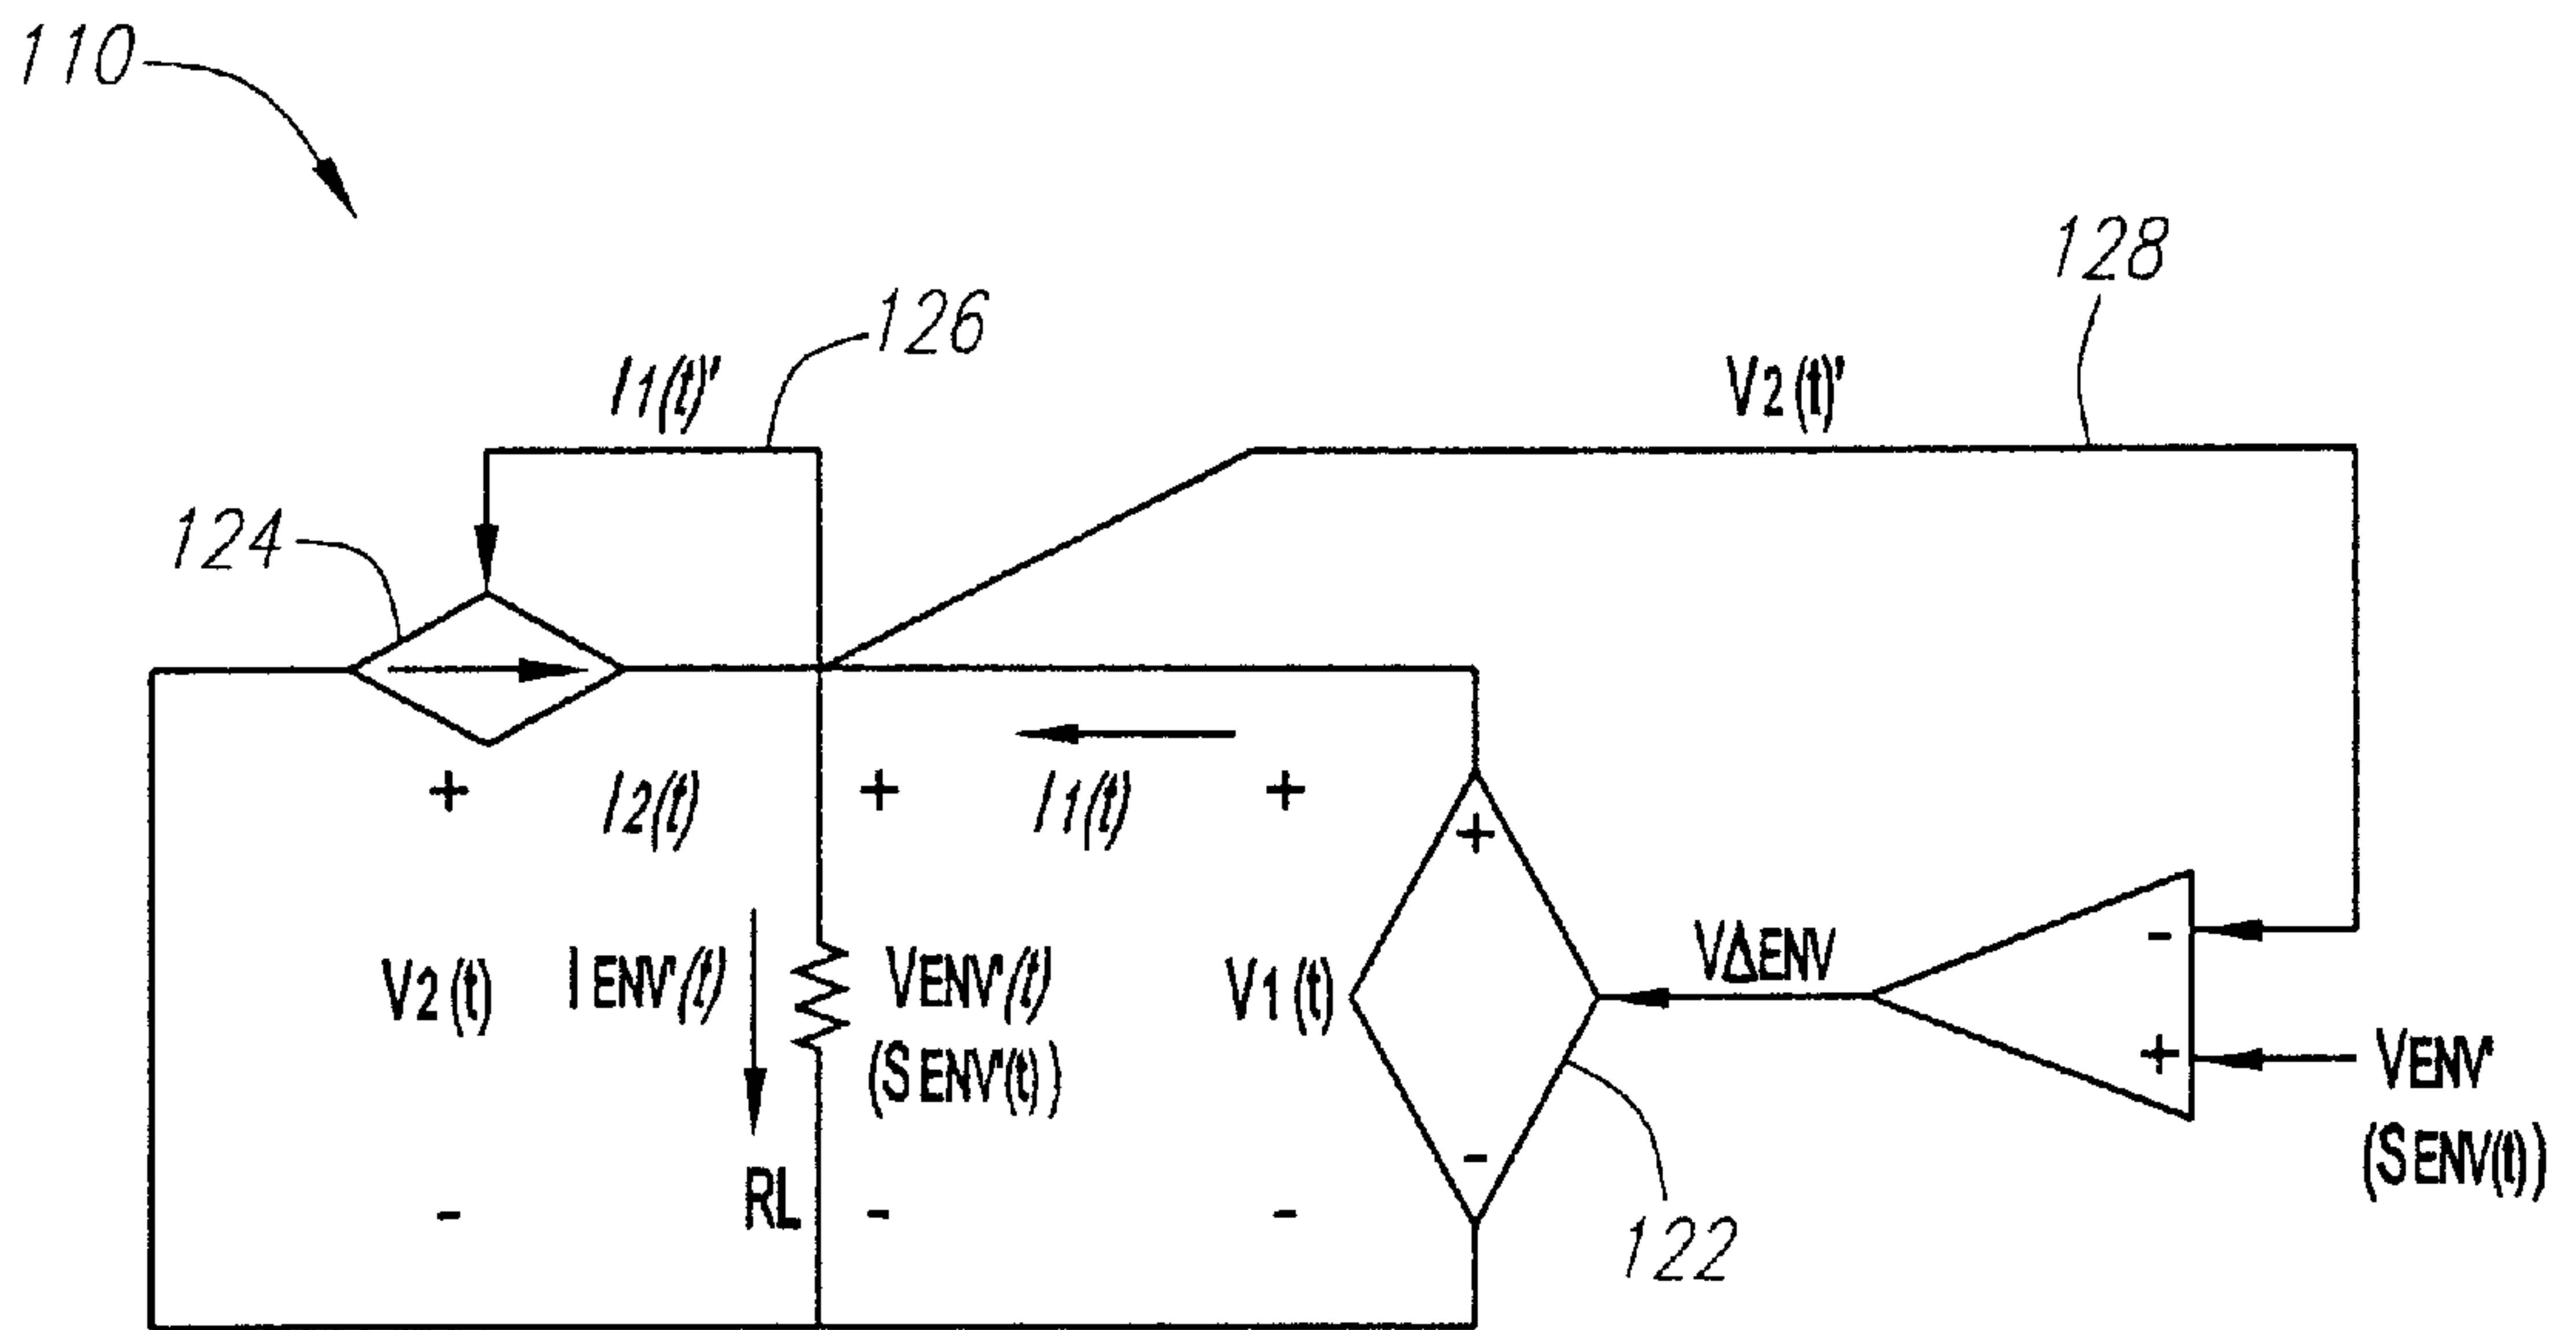 110
128
126
I1(t)'
V2(t)'
124
+ I2(t) + I1(t) +
+
V2(t) IENV'(t) VENV'(t) V1(t) VΔENV -
(SENV'(t))
+ VENV'
(SENV(t))
RL
- - - -
122